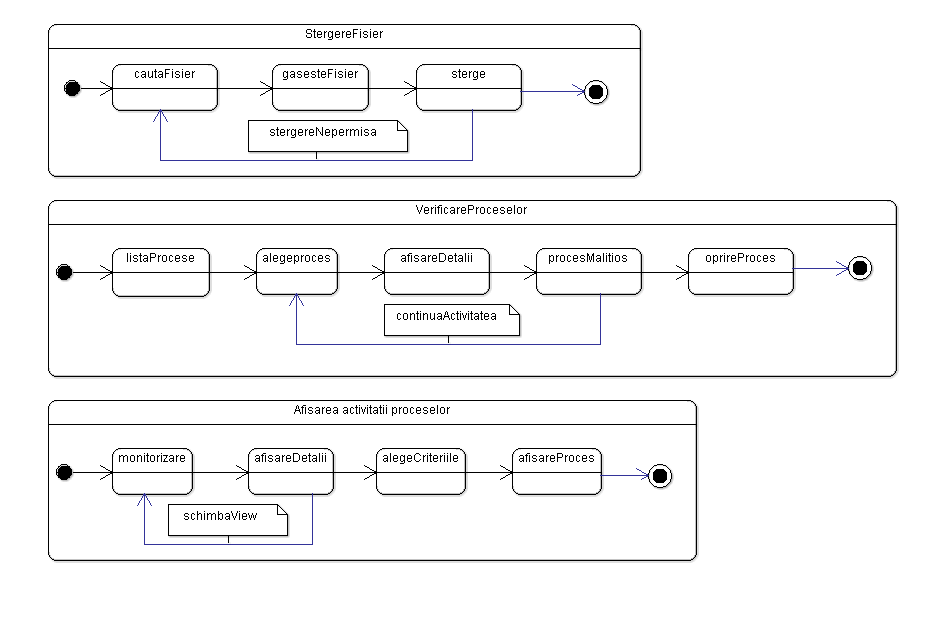 StergereFisier
cautaFisier
gasesteFisier
sterge
stergereNepermisa
VerificareProceselor
listaProcese
alegeproces
afisareDetalii
procesMalitios
oprireProces
continuaActivitatea
Afisarea activitatii proceselor
monitorizare
afisareDetalii
alegeCriteriile
afisareProces
schimbaView